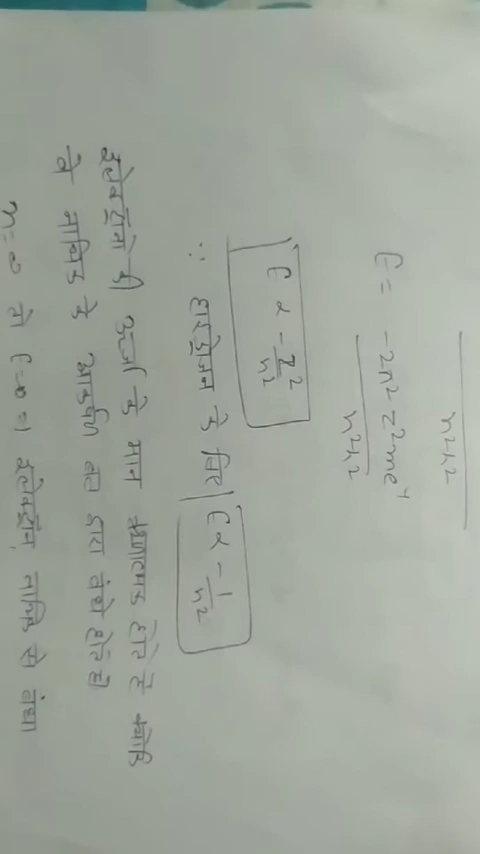 n²h²
E = -2π²z²me⁴
n²h²
E ∝ - z²
n²
∵ हाइड्रोजन के लिए E ∝ - 1
n²
इलेक्ट्रॉनो की ऊर्जा के मान ऋणात्मक होते हैं क्योंकि
वे नाभिक के आकर्षण बल द्वारा बंधे होते है।
n=∞ तो E=0 इलेक्ट्रॉन नाभिक से बंधा